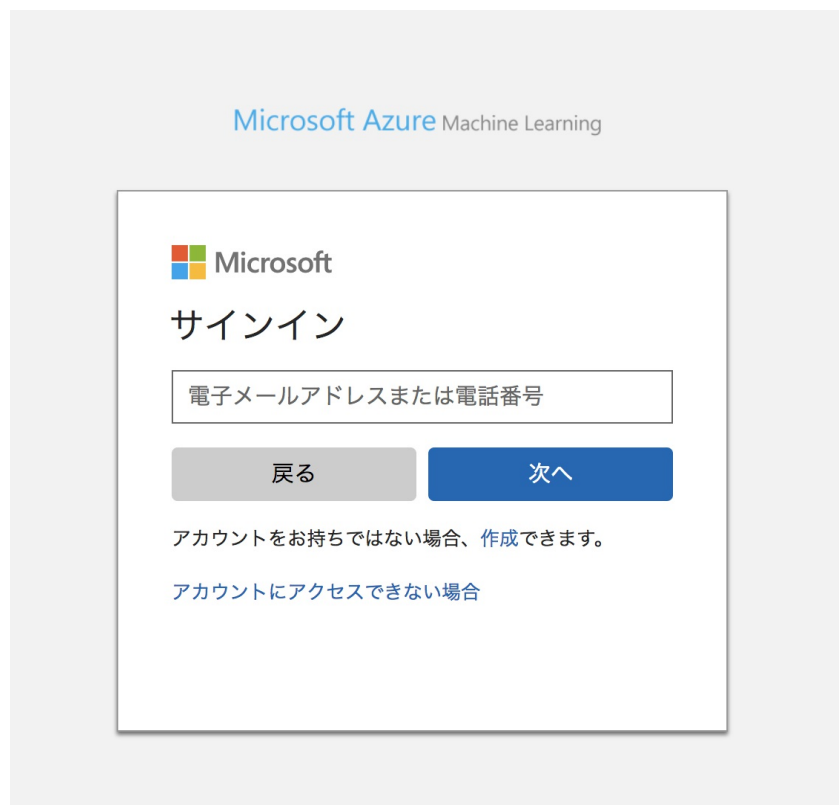 Microsoft Azure Machine Learning
Microsoft
サインイン
電子メールアドレスまたは電話番号
戻る 次へ
アカウントをお持ちではない場合、作成できます。
アカウントにアクセスできない場合